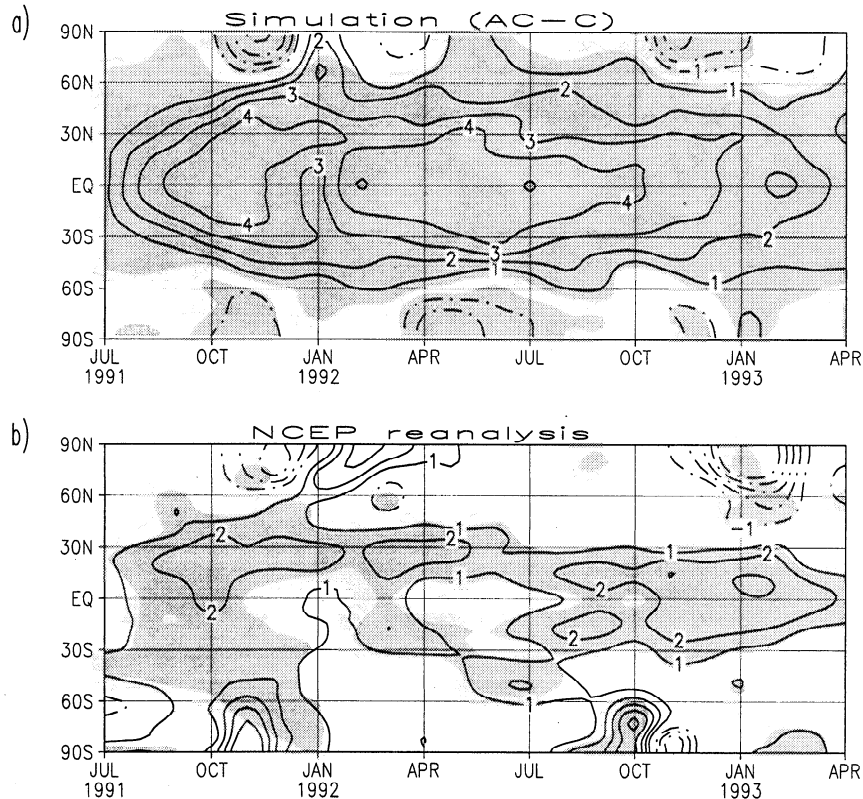 a)
Simulation (AC-C)
90N
60N
30N
EQ
30S
60S
90S
2
1
3
2
1
4
4
3
3
4
4
2
3
2
1
1
JUL OCT JAN APR JUL OCT JAN APR
1991 1992 1993
b)
NCEP reanalysis
90N
60N
30N
EQ
30S
60S
90S
1
-1
1
2
2
1
2
1
1
2
2
2
2
1
1
JUL OCT JAN APR JUL OCT JAN APR
1991 1992 1993